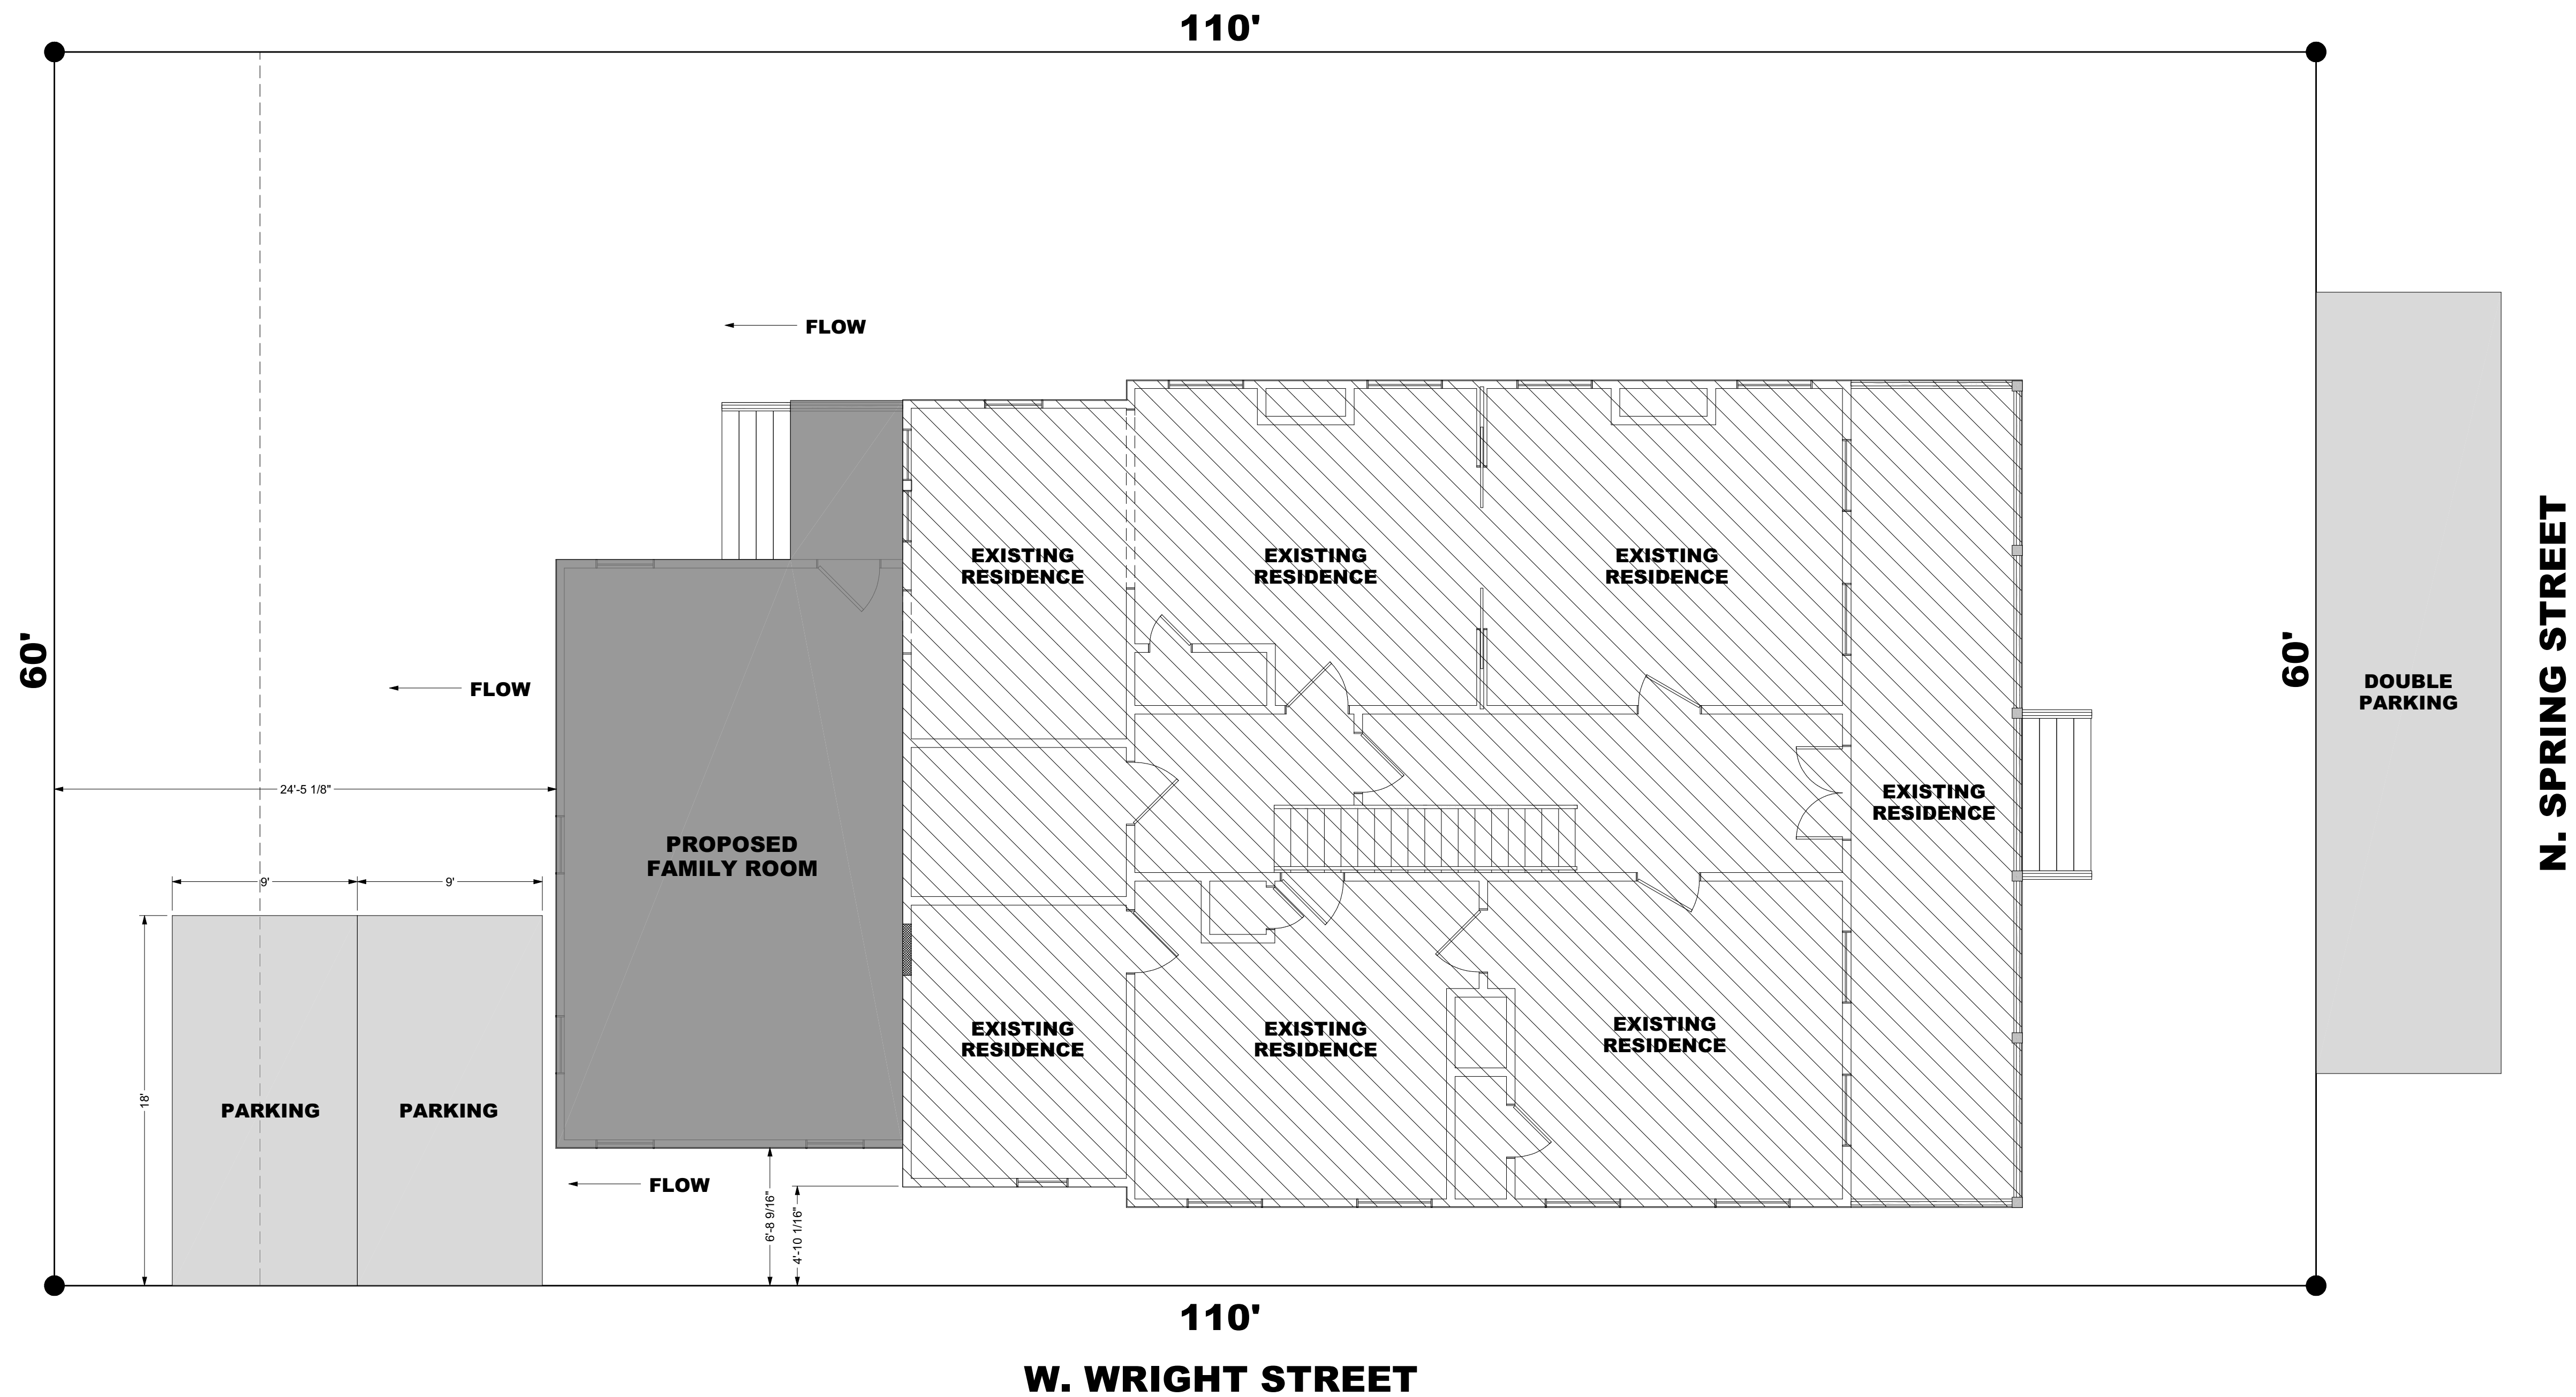 110'
FLOW
EXISTING
RESIDENCE
EXISTING
RESIDENCE
EXISTING
RESIDENCE
60'
FLOW
60'
DOUBLE
PARKING
N. SPRING STREET
24'-5 1/8"
EXISTING
RESIDENCE
PROPOSED
FAMILY ROOM
9'
9'
EXISTING
RESIDENCE
EXISTING
RESIDENCE
EXISTING
RESIDENCE
18'
PARKING
PARKING
FLOW
6'-8 9/16"
4'-10 1/16"
110'
W. WRIGHT STREET